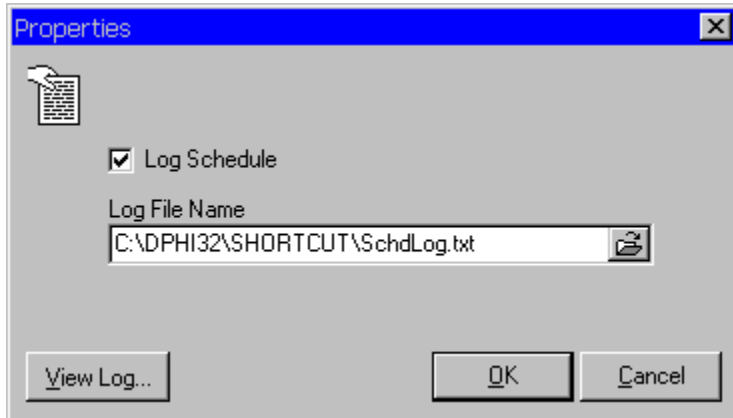 Properties
Log Schedule
Log File Name
C:\DPHI32\SHORTCUT\SchdLog.txt
View Log...
OK
Cancel